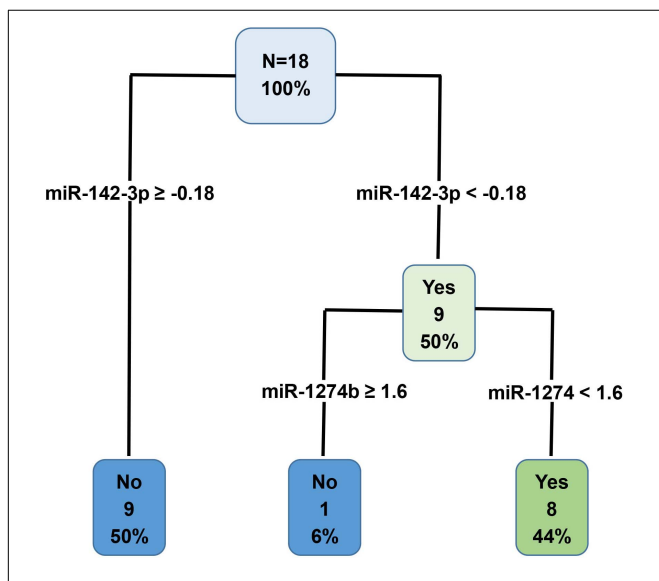 N=18
100%
miR-142-3p ≥ -0.18
miR-142-3p < -0.18
Yes
9
50%
miR-1274b ≥ 1.6
miR-1274 < 1.6
No
9
50%
No
1
6%
Yes
8
44%